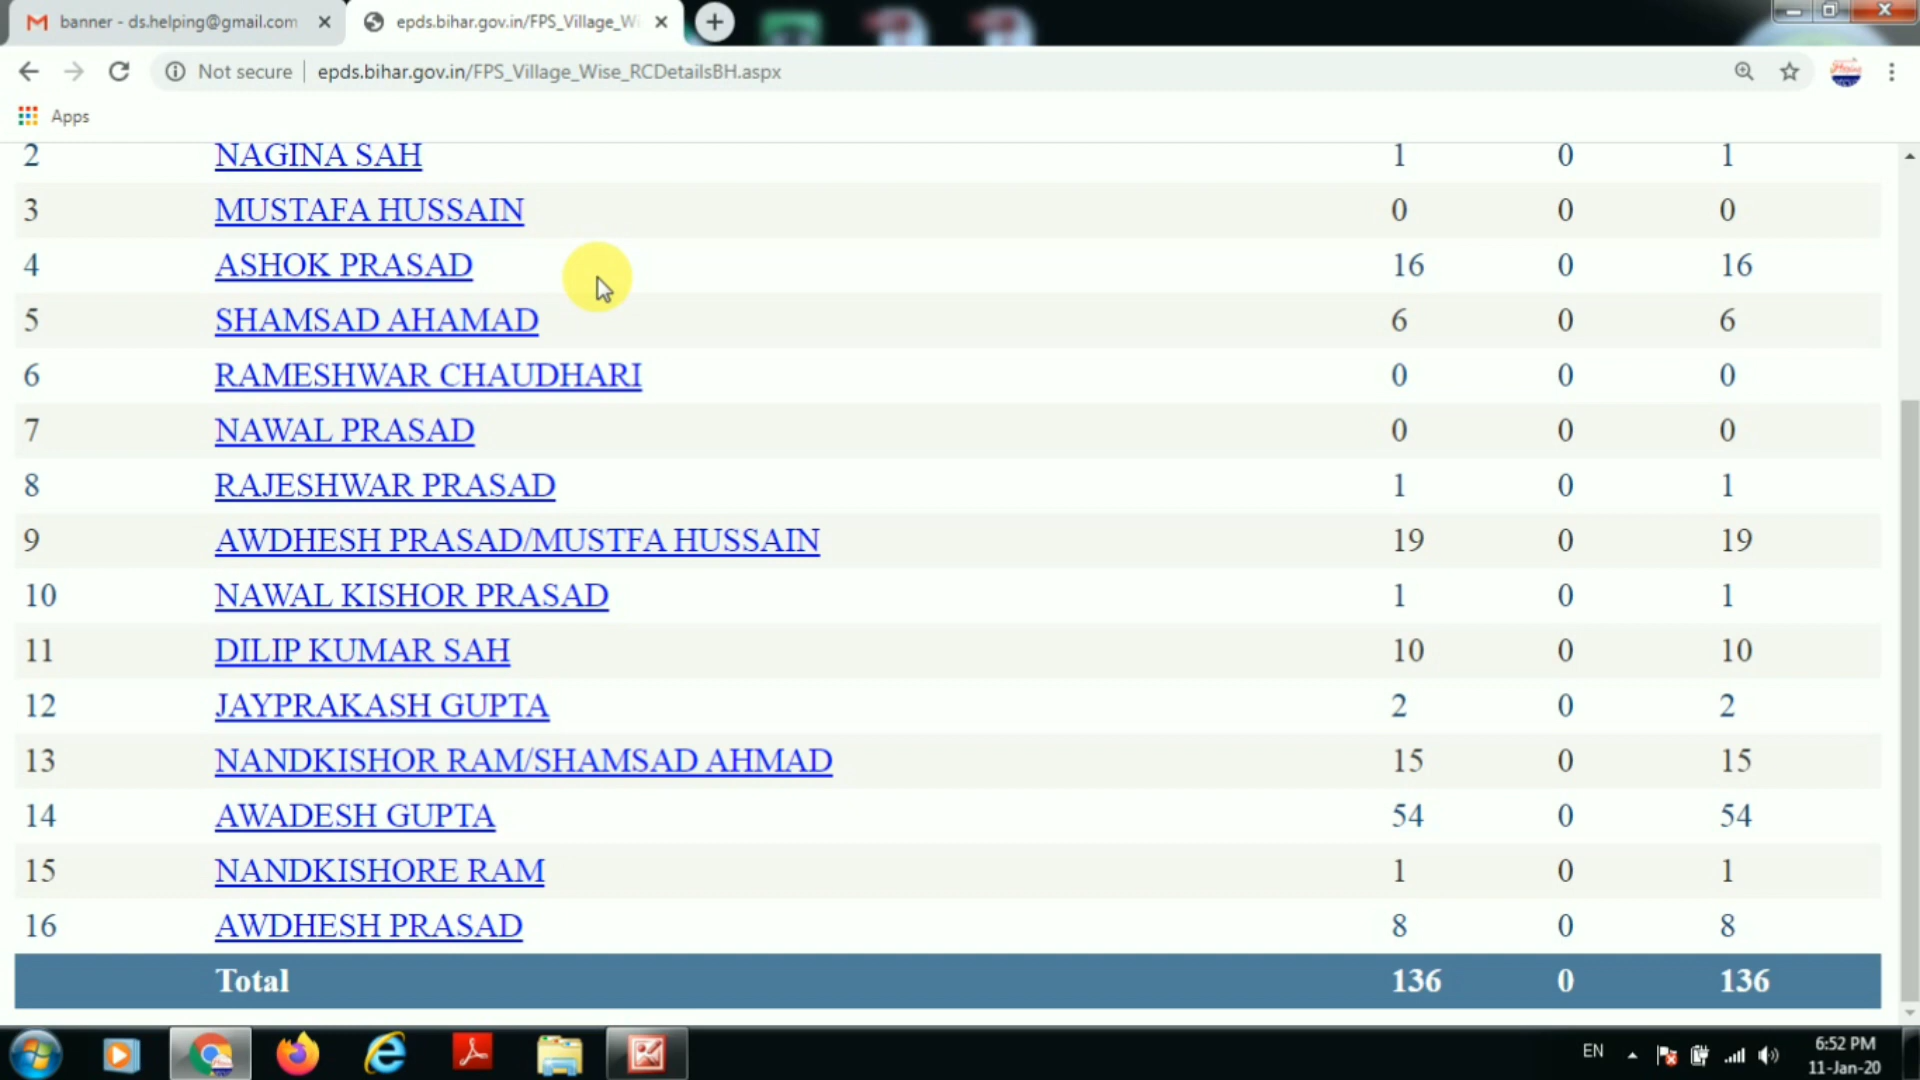 banner - ds.helping@gmail.com
epds.bihar.gov.in/FPS_Village_Wi
Not secure
epds.bihar.gov.in/FPS_Village_Wise_RCDetailsBH.aspx
Apps
2 NAGINA SAH 1 0 1
3 MUSTAFA HUSSAIN 0 0 0
4 ASHOK PRASAD 16 0 16
5 SHAMSAD AHAMAD 6 0 6
6 RAMESHWAR CHAUDHARI 0 0 0
7 NAWAL PRASAD 0 0 0
8 RAJESHWAR PRASAD 1 0 1
9 AWDHESH PRASAD/MUSTFA HUSSAIN 19 0 19
10 NAWAL KISHOR PRASAD 1 0 1
11 DILIP KUMAR SAH 10 0 10
12 JAYPRAKASH GUPTA 2 0 2
13 NANDKISHOR RAM/SHAMSAD AHMAD 15 0 15
14 AWADESH GUPTA 54 0 54
15 NANDKISHORE RAM 1 0 1
16 AWDHESH PRASAD 8 0 8
Total 136 0 136
EN
6:52 PM
11-Jan-20